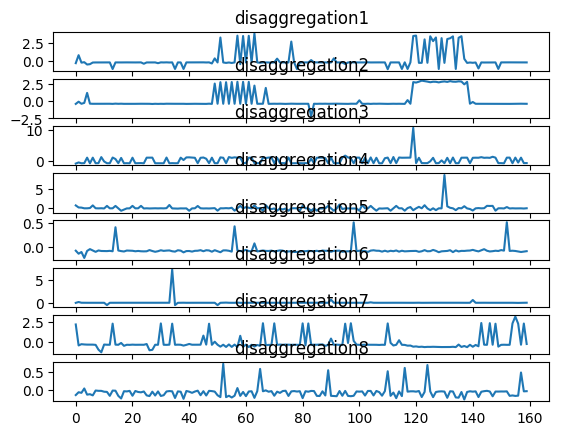 disaggregation1
2.5
0.0
disaggregation2
2.5
0.0
-2.5
disaggregation3
10
0
disaggregation4
5
0
disaggregation5
0.5
0.0
disaggregation6
5
0
disaggregation7
2.5
0.0
disaggregation8
0.5
0.0
0 20 40 60 80 100 120 140 160